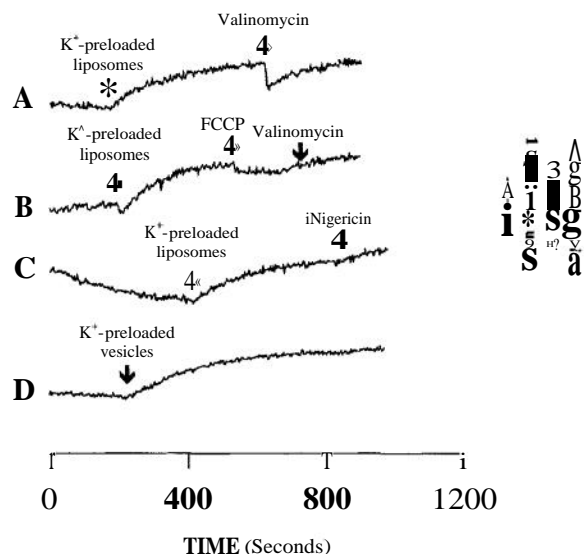 Valinomycin
K⁺-preloaded
liposomes
A
K^-preloaded
liposomes
FCCP
Valinomycin
B
K⁺-preloaded
liposomes
iNigericin
C
K⁺-preloaded
vesicles
D
0 400 800 1200
TIME (Seconds)